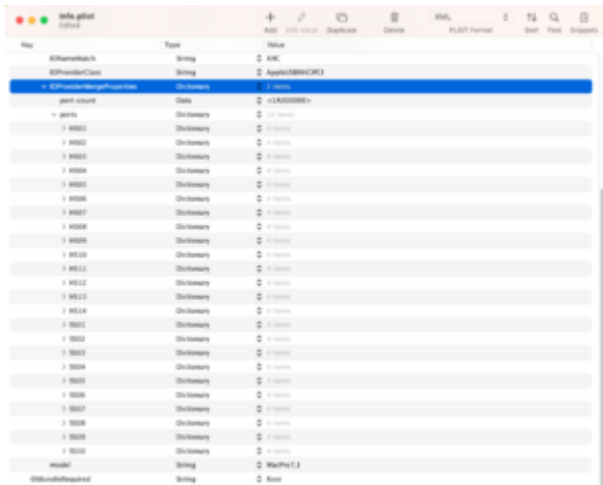 Info.plist
Edited
Add Edit Value Duplicate Delete PLIST Format Sort Find Snippets
XML
Key Type Value
IONameMatch String XHC
IOProviderClass String AppleUSBXHCIPCI
IOProviderMergeProperties Dictionary 2 items
port-count Data <1A000000>
ports Dictionary 24 items
HS01 Dictionary 4 items
HS02 Dictionary 4 items
HS03 Dictionary 4 items
HS04 Dictionary 4 items
HS05 Dictionary 4 items
HS06 Dictionary 4 items
HS07 Dictionary 4 items
HS08 Dictionary 4 items
HS09 Dictionary 4 items
HS10 Dictionary 4 items
HS11 Dictionary 4 items
HS12 Dictionary 4 items
HS13 Dictionary 4 items
HS14 Dictionary 4 items
SS01 Dictionary 4 items
SS02 Dictionary 4 items
SS03 Dictionary 4 items
SS04 Dictionary 4 items
SS05 Dictionary 4 items
SS06 Dictionary 4 items
SS07 Dictionary 4 items
SS08 Dictionary 4 items
SS09 Dictionary 4 items
SS10 Dictionary 4 items
model String MacPro7,1
OSBundleRequired String Root